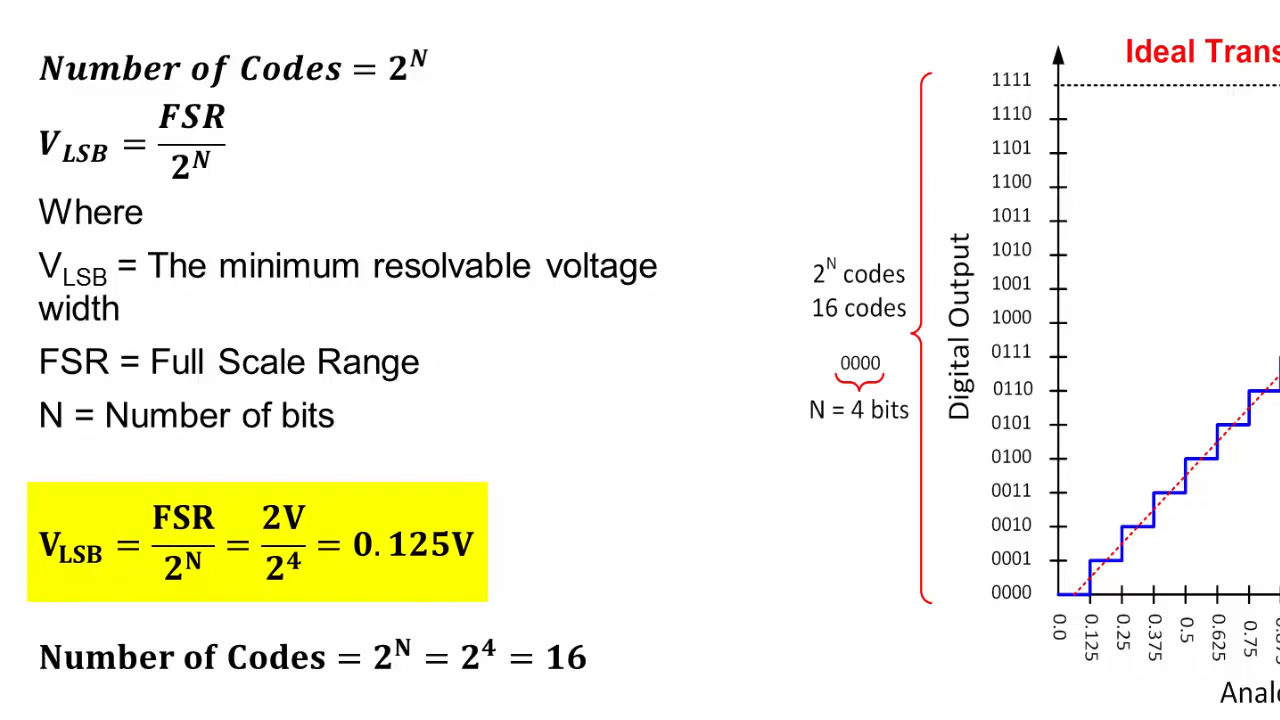 Number of Codes = 2^N
V_LSB = FSR / 2^N
Where
V_LSB = The minimum resolvable voltage
width
FSR = Full Scale Range
N = Number of bits
V_LSB = FSR / 2^N = 2V / 2^4 = 0.125V
Number of Codes = 2^N = 2^4 = 16
Ideal
1111
1110
1101
1100
1011
1010
1001
1000
0111
0110
0101
0100
0011
0010
0001
0000
Digital Output
2^N codes
16 codes
0000
N = 4 bits
0.0
0.125
0.25
0.375
0.5
0.625
0.75